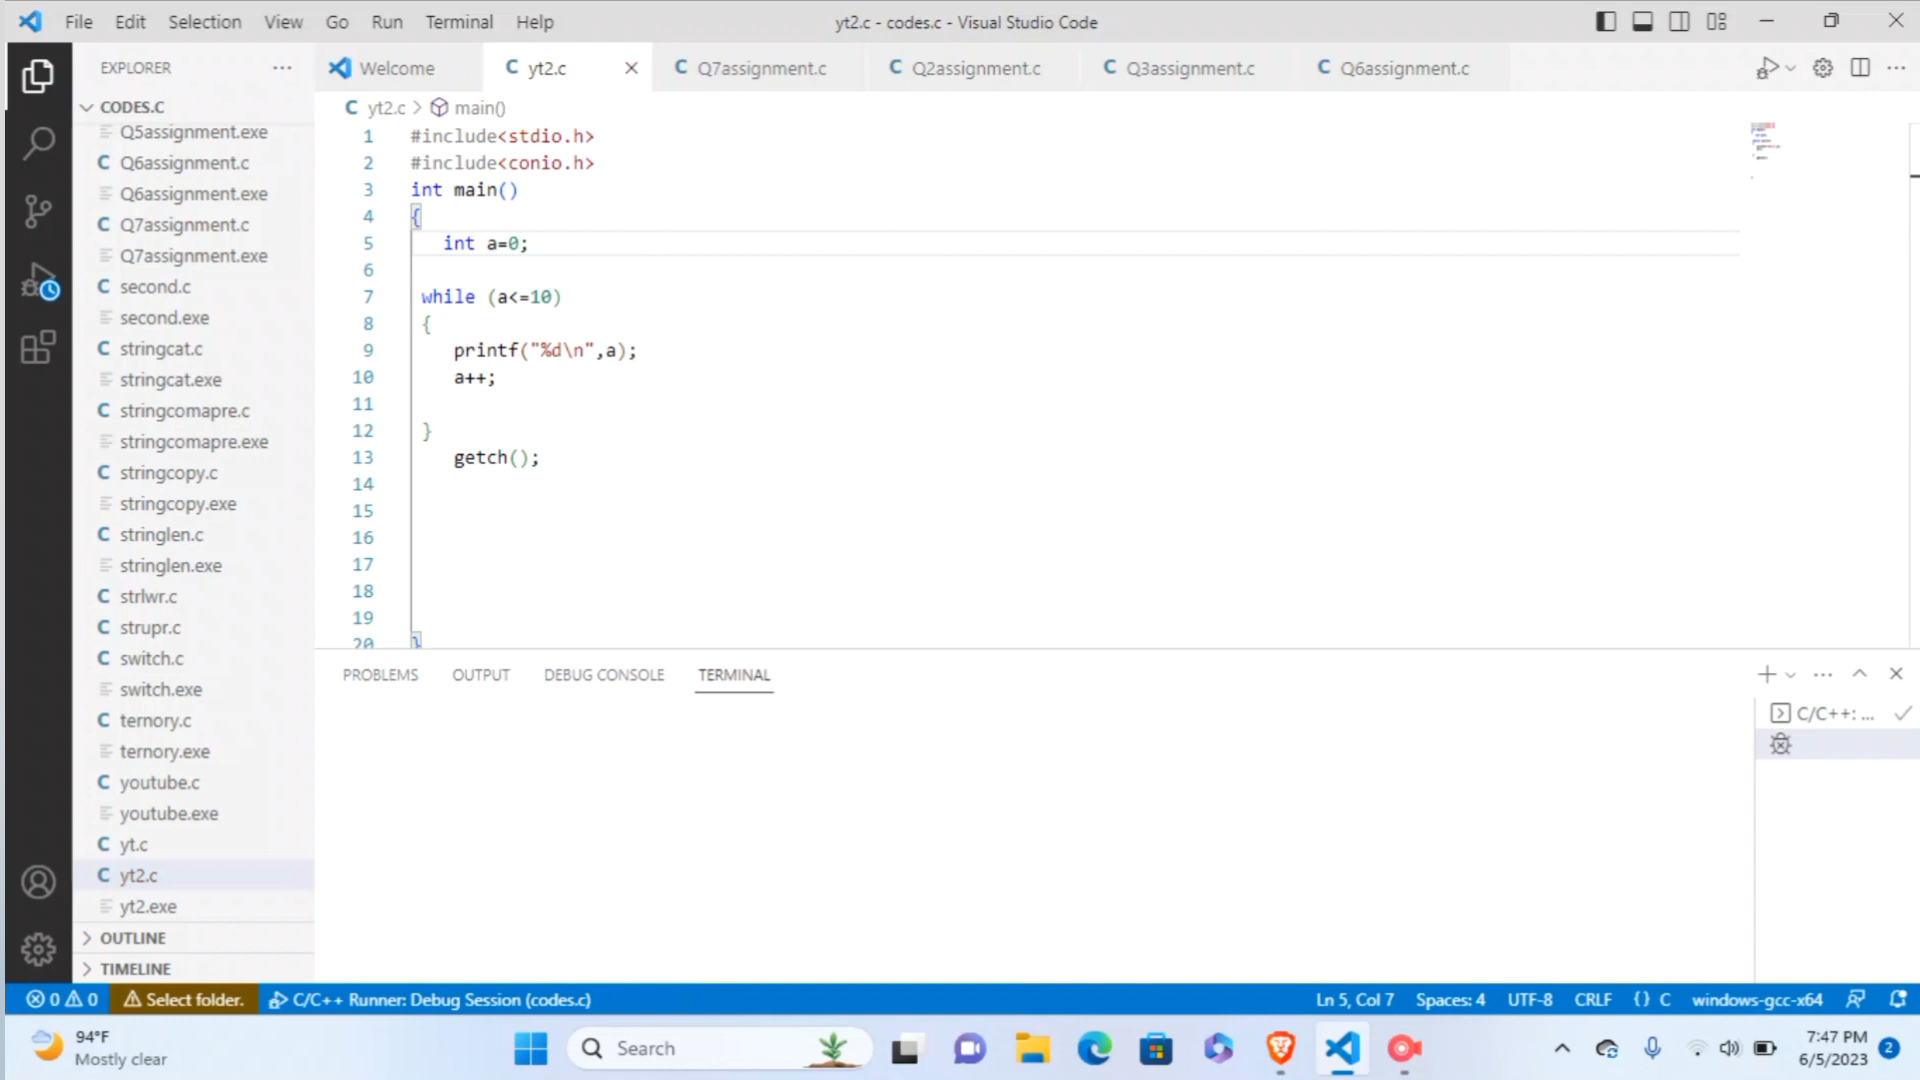 File Edit Selection View Go Run Terminal Help yt2.c - codes.c - Visual Studio Code
EXPLORER
Welcome
C yt2.c
C Q7assignment.c
C Q2assignment.c
C Q3assignment.c
C Q6assignment.c
CODES.C
Q5assignment.exe
C Q6assignment.c
Q6assignment.exe
C Q7assignment.c
Q7assignment.exe
C second.c
second.exe
C stringcat.c
stringcat.exe
C stringcomapre.c
stringcomapre.exe
C stringcopy.c
stringcopy.exe
C stringlen.c
stringlen.exe
C strlwr.c
C strupr.c
C switch.c
switch.exe
C ternory.c
ternory.exe
C youtube.c
youtube.exe
C yt.c
C yt2.c
yt2.exe
OUTLINE
TIMELINE
C yt2.c > main()
1 #include<stdio.h>
2 #include<conio.h>
3 int main()
4 {
5 int a=0;
6
7 while (a<=10)
8 {
9 printf("%d\n",a);
10 a++;
11
12 }
13 getch();
14
15
16
17
18
19
20 }
PROBLEMS OUTPUT DEBUG CONSOLE TERMINAL
C/C++: ...
0 0 Select folder. C/C++ Runner: Debug Session (codes.c) Ln 5, Col 7 Spaces: 4 UTF-8 CRLF {} C windows-gcc-x64
94°F
Mostly clear
Search
7:47 PM
6/5/2023
2